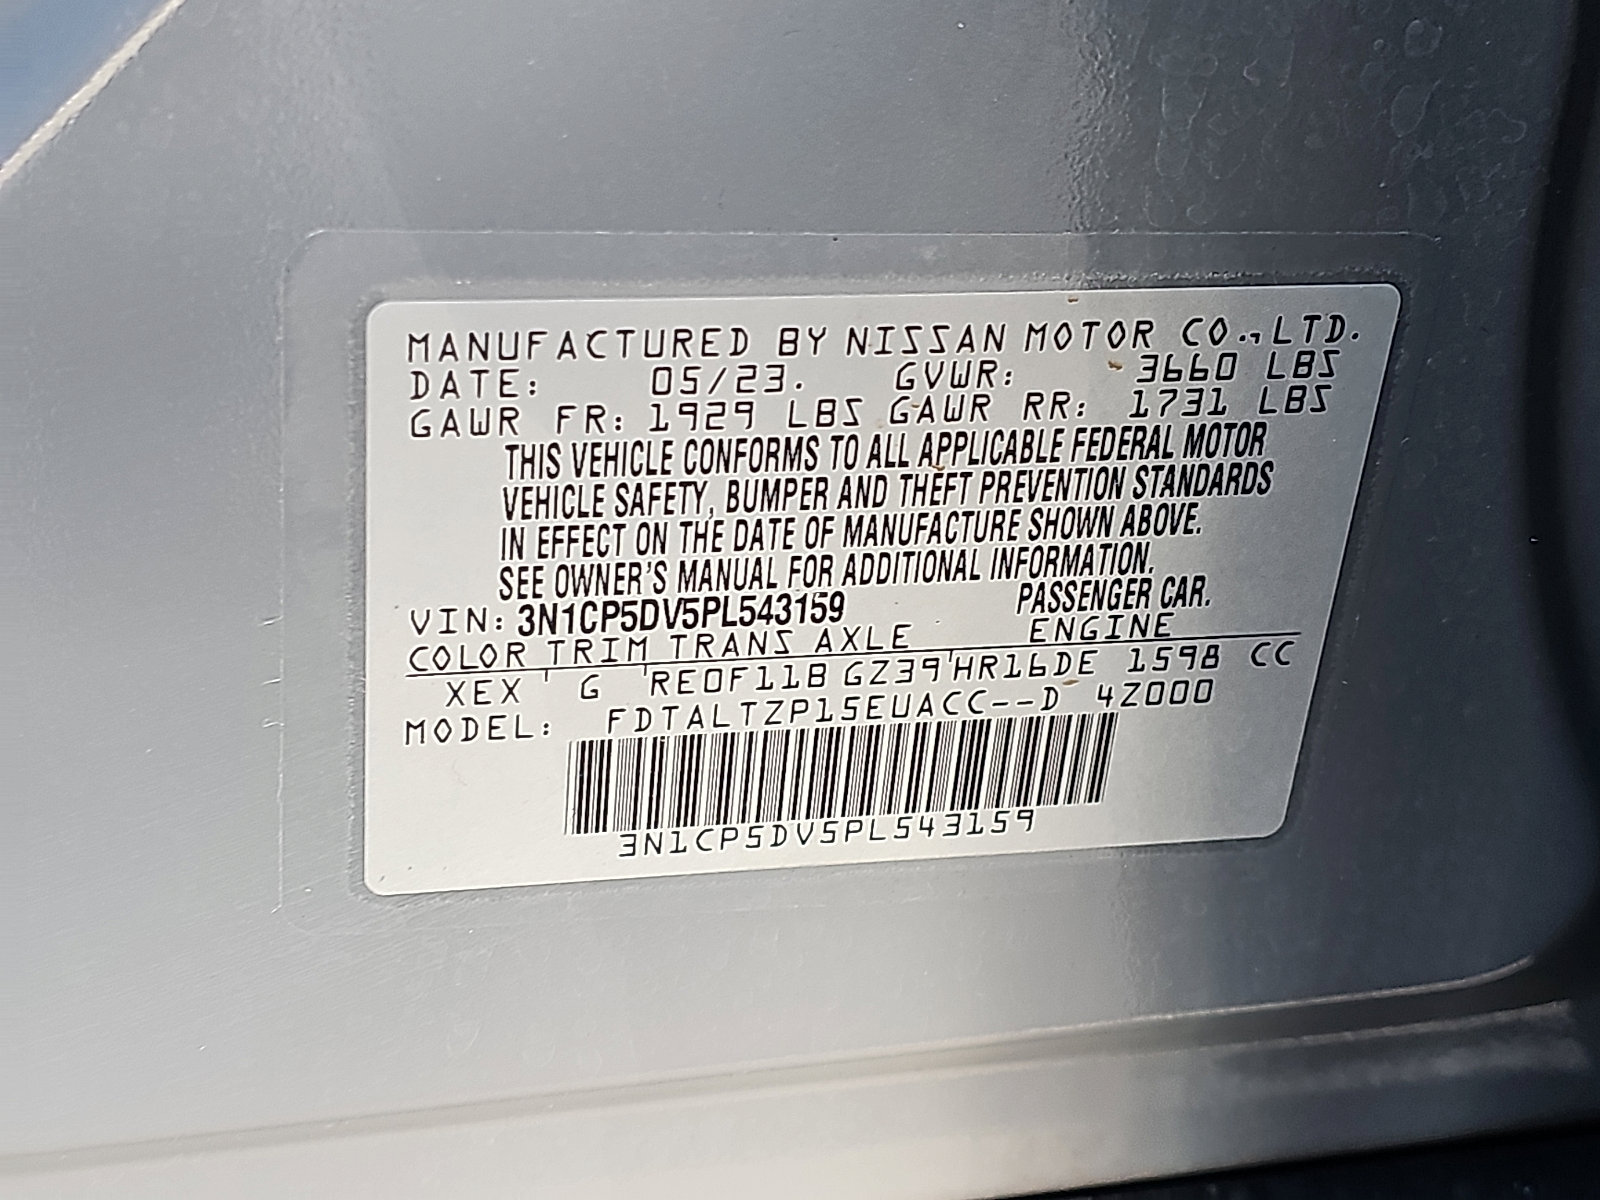 MANUFACTURED BY NISSAN MOTOR CO., LTD.
DATE: 05/23. GVWR: 3660 LBS
GAWR FR: 1929 LBS GAWR RR: 1731 LBS
THIS VEHICLE CONFORMS TO ALL APPLICABLE FEDERAL MOTOR
VEHICLE SAFETY, BUMPER AND THEFT PREVENTION STANDARDS
IN EFFECT ON THE DATE OF MANUFACTURE SHOWN ABOVE.
SEE OWNER'S MANUAL FOR ADDITIONAL INFORMATION.
VIN: 3N1CP5DV5PL543159 PASSENGER CAR.
COLOR TRIM TRANS AXLE ENGINE
XEX G RE0F11B GZ39 HR16DE 1598 CC
MODEL: FDTALTZP15EUACC--D 4Z000
3N1CP5DV5PL543159